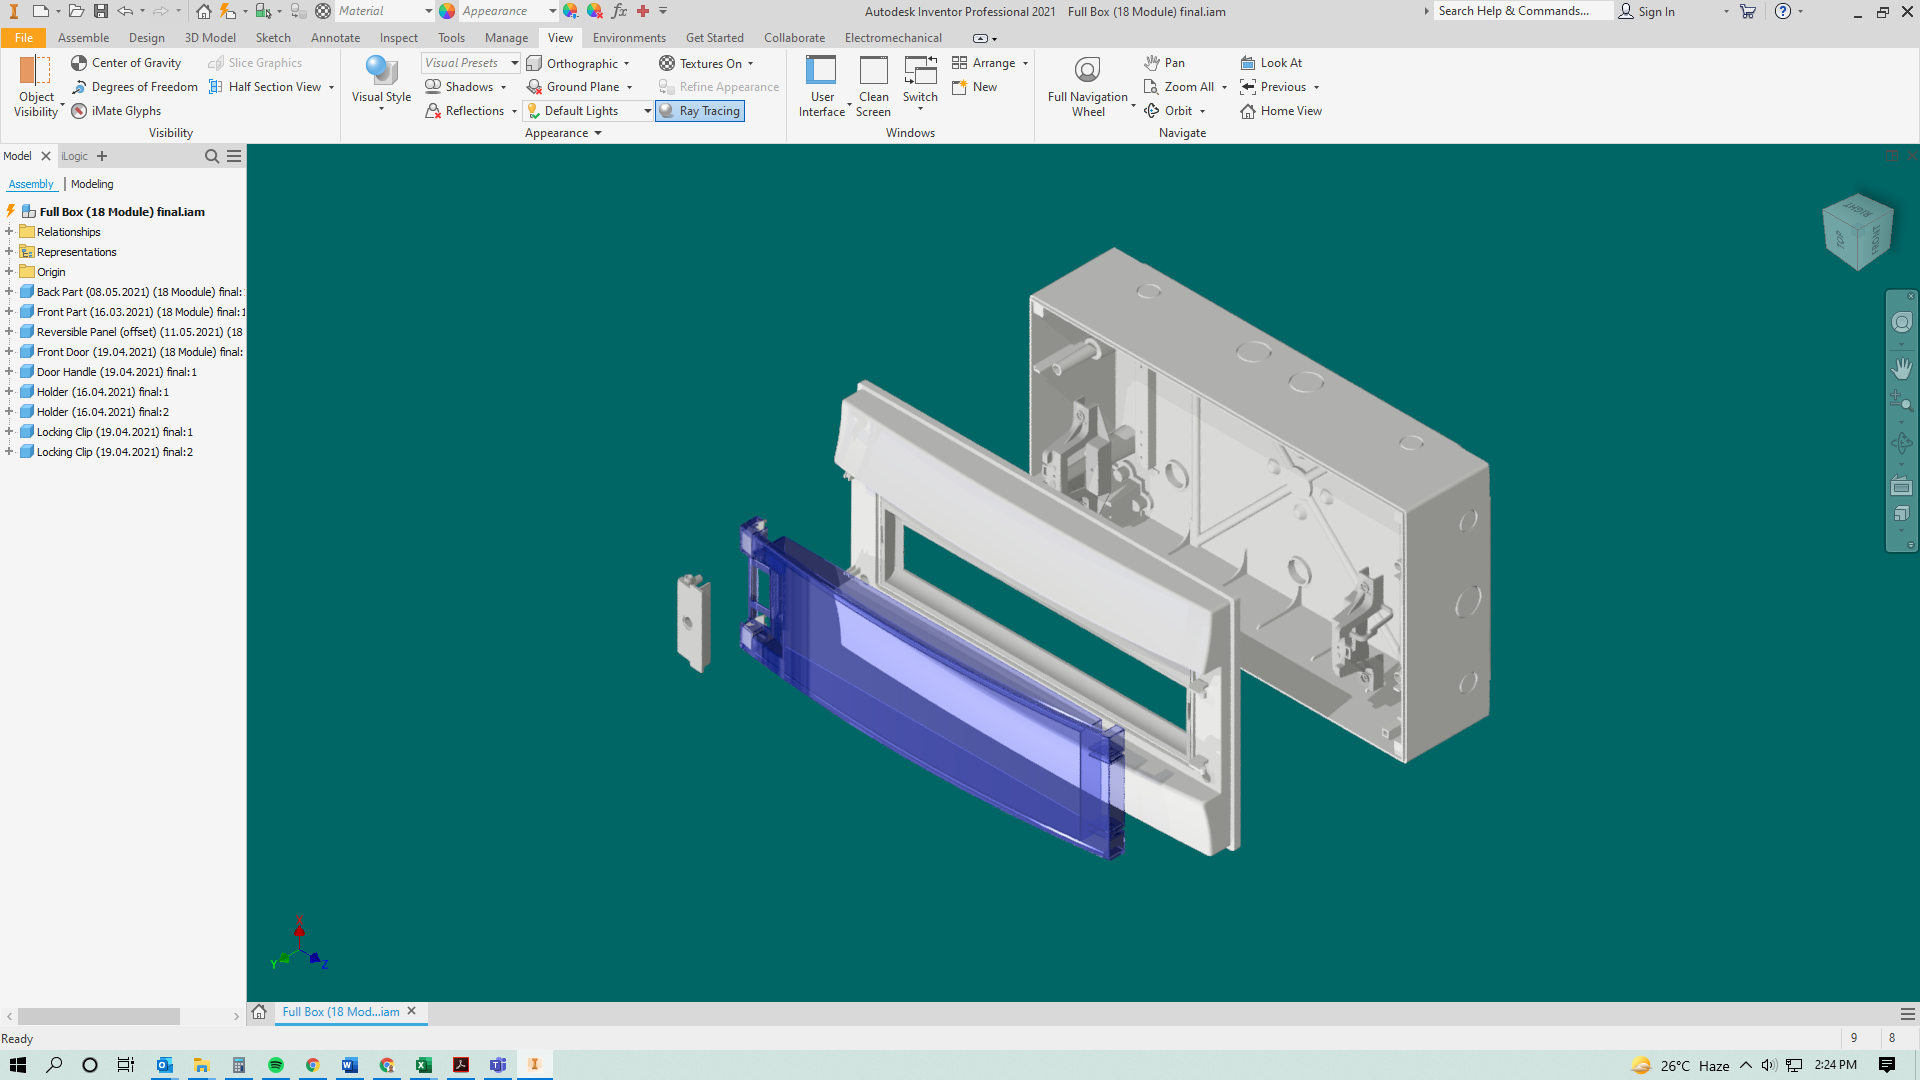 Material
Appearance
Autodesk Inventor Professional 2021 Full Box (18 Module) final.iam
Search Help & Commands...
Sign In
File Assemble Design 3D Model Sketch Annotate Inspect Tools Manage View Environments Get Started Collaborate Electromechanical
Object Visibility
Center of Gravity
Degrees of Freedom
iMate Glyphs
Slice Graphics
Half Section View
Visibility
Visual Style
Visual Presets
Shadows
Reflections
Orthographic
Ground Plane
Default Lights
Textures On
Refine Appearance
Ray Tracing
Appearance
User Interface
Clean Screen
Switch
Arrange
New
Windows
Full Navigation Wheel
Pan
Zoom All
Orbit
Look At
Previous
Home View
Navigate
Model iLogic
Assembly | Modeling
Full Box (18 Module) final.iam
Relationships
Representations
Origin
Back Part (08.05.2021) (18 Moodule) final:
Front Part (16.03.2021) (18 Module) final:1
Reversible Panel (offset) (11.05.2021) (18
Front Door (19.04.2021) (18 Module) final:
Door Handle (19.04.2021) final:1
Holder (16.04.2021) final:1
Holder (16.04.2021) final:2
Locking Clip (19.04.2021) final:1
Locking Clip (19.04.2021) final:2
RIGHT
TOP
FRONT
X
Y
Z
Full Box (18 Mod...iam
Ready
9 8
26°C Haze
2:24 PM